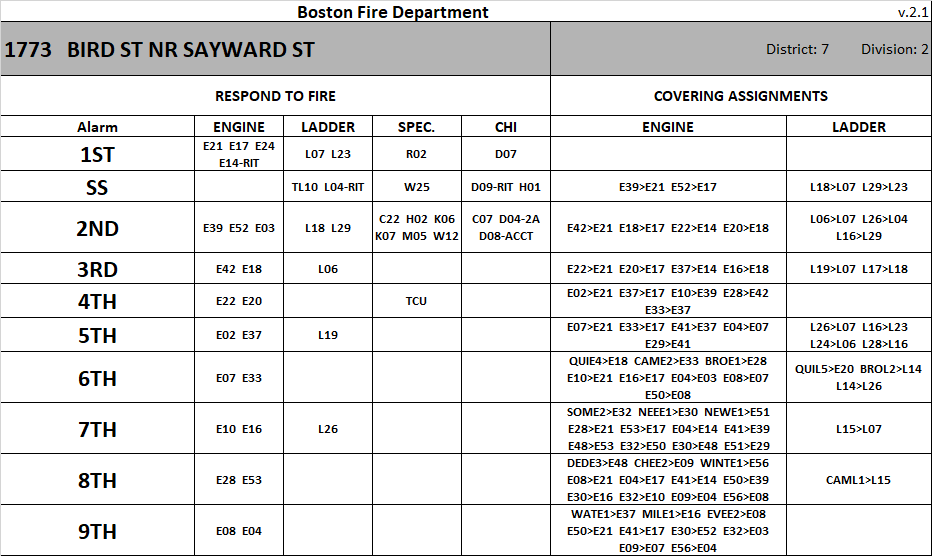 Boston Fire Department v.2.1
1773 BIRD ST NR SAYWARD ST District: 7 Division: 2
RESPOND TO FIRE COVERING ASSIGNMENTS
Alarm ENGINE LADDER SPEC. CHI ENGINE LADDER
1ST
E21 E17 E24
E14-RIT
L07 L23
R02
D07
SS
TL10 L04-RIT
W25
D09-RIT H01
E39>E21 E52>E17
L18>L07 L29>L23
2ND
E39 E52 E03
L18 L29
C22 H02 K06
K07 M05 W12
C07 D04-2A
D08-ACCT
E42>E21 E18>E17 E22>E14 E20>E18
L06>L07 L26>L04
L16>L29
3RD
E42 E18
L06
E22>E21 E20>E17 E37>E14 E16>E18
L19>L07 L17>L18
4TH
E22 E20
TCU
E02>E21 E37>E17 E10>E39 E28>E42
E33>E37
5TH
E02 E37
L19
E07>E21 E33>E17 E41>E37 E04>E07
E29>E41
L26>L07 L16>L23
L24>L06 L28>L16
6TH
E07 E33
QUIE4>E18 CAME2>E33 BROE1>E28
E10>E21 E16>E17 E04>E03 E08>E07
E50>E08
QUIL5>E20 BROL2>L14
L14>L26
7TH
E10 E16
L26
SOME2>E32 NEEE1>E30 NEWE1>E51
E28>E21 E53>E17 E04>E14 E41>E39
E48>E53 E32>E50 E30>E48 E51>E29
L15>L07
8TH
E28 E53
DEDE3>E48 CHEE2>E09 WINTE1>E56
E08>E21 E04>E17 E41>E14 E50>E39
E30>E16 E32>E10 E09>E04 E56>E08
CAML1>L15
9TH
E08 E04
WATE1>E37 MILE1>E16 EVEE2>E08
E50>E21 E41>E17 E30>E52 E32>E03
E09>E07 E56>E04